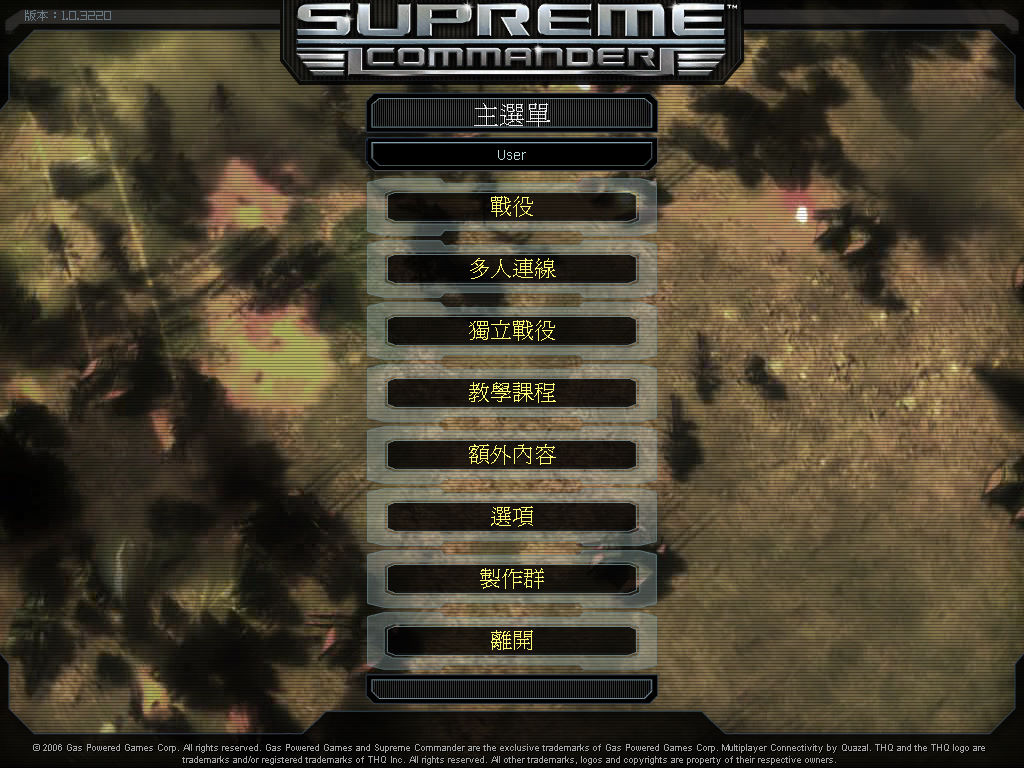 版本：1.0.3220
SUPREME™
COMMANDER
主選單
User
戰役
多人連線
獨立戰役
教學課程
額外內容
選項
製作群
離開
© 2006 Gas Powered Games Corp. All rights reserved. Gas Powered Games and Supreme Commander are the exclusive trademarks of Gas Powered Games Corp. Multiplayer Connectivity by Quazal. THQ and the THQ logo are
trademarks and/or registered trademarks of THQ Inc. All rights reserved. All other trademarks, logos and copyrights are property of their respective owners.